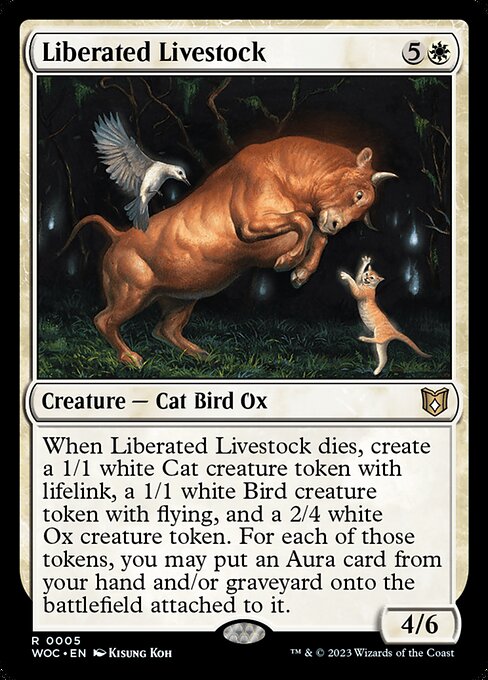 Liberated Livestock 5
Creature — Cat Bird Ox
When Liberated Livestock dies, create
a 1/1 white Cat creature token with
lifelink, a 1/1 white Bird creature
token with flying, and a 2/4 white
Ox creature token. For each of those
tokens, you may put an Aura card from
your hand and/or graveyard onto the
battlefield attached to it.
4/6
R 0005
WOC • EN Kisung Koh
™ & © 2023 Wizards of the Coast